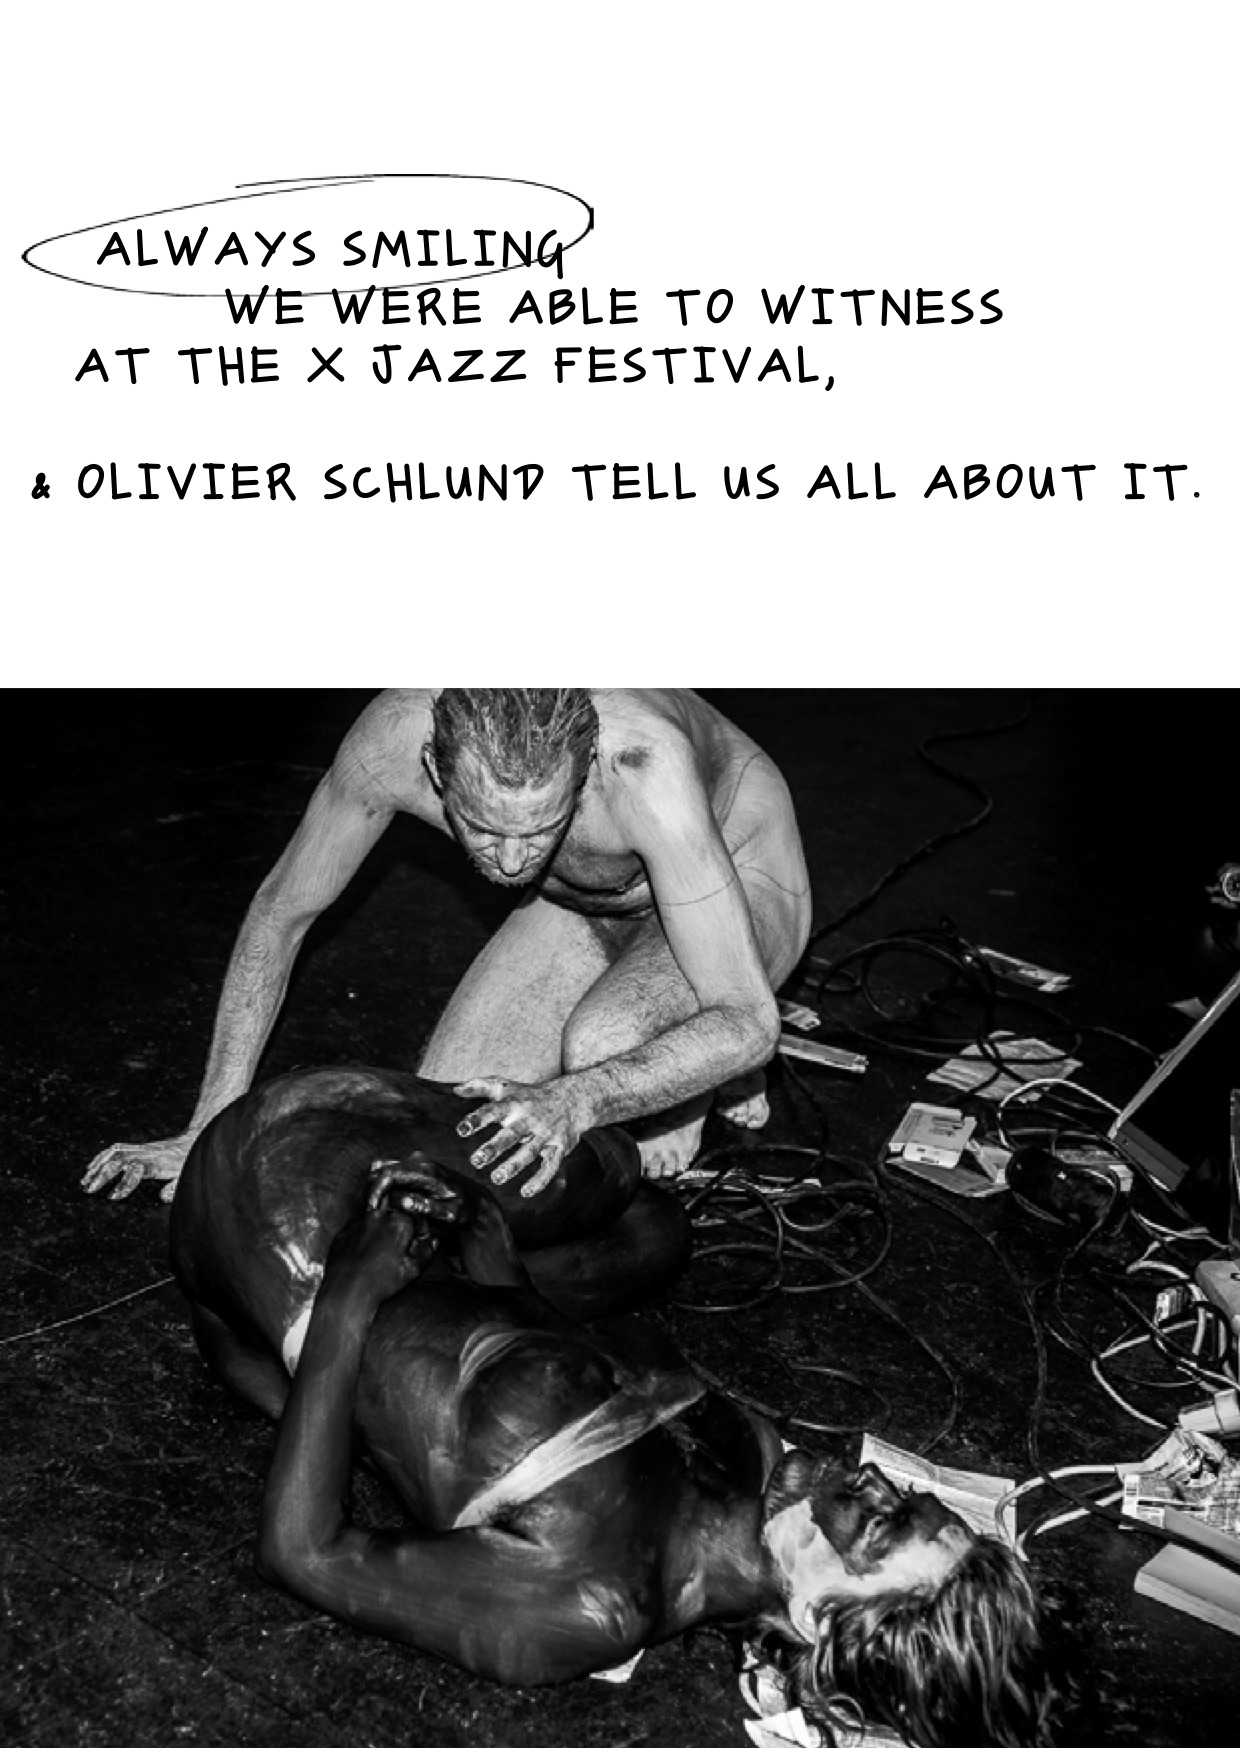 ALWAYS SMILING
WE WERE ABLE TO WITNESS
AT THE X JAZZ FESTIVAL,
& OLIVIER SCHLUND TELL US ALL ABOUT IT.